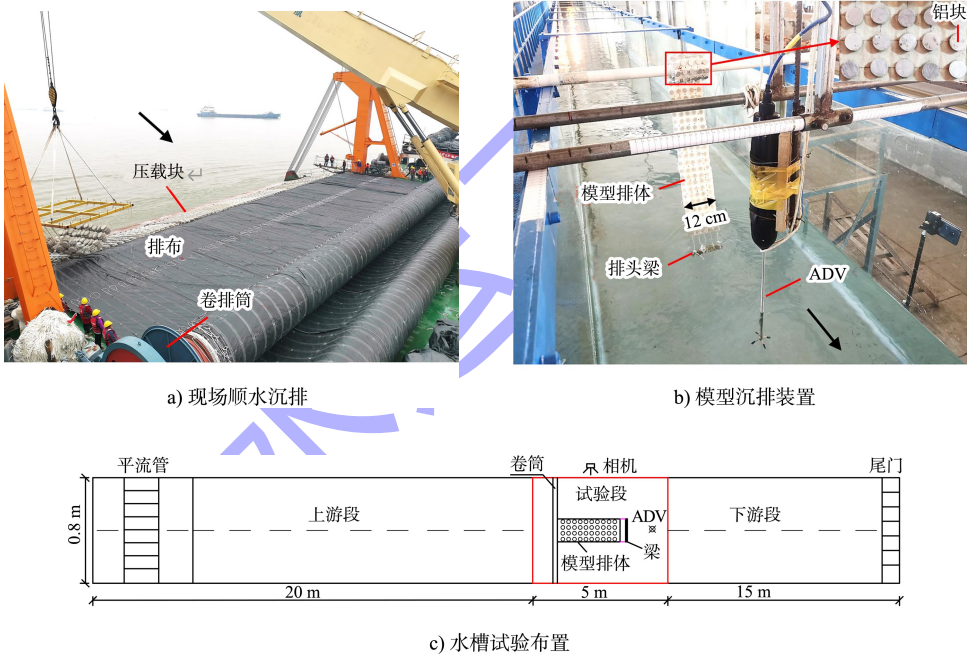 压载块
排布
卷排筒
a) 现场顺水沉排
铝块
模型排体
12 cm
排头梁
ADV
b) 模型沉排装置
平流管
卷筒
相机
尾门
试验段
0.8 m
上游段
ADV
下游段
梁
模型排体
20 m
5 m
15 m
c) 水槽试验布置